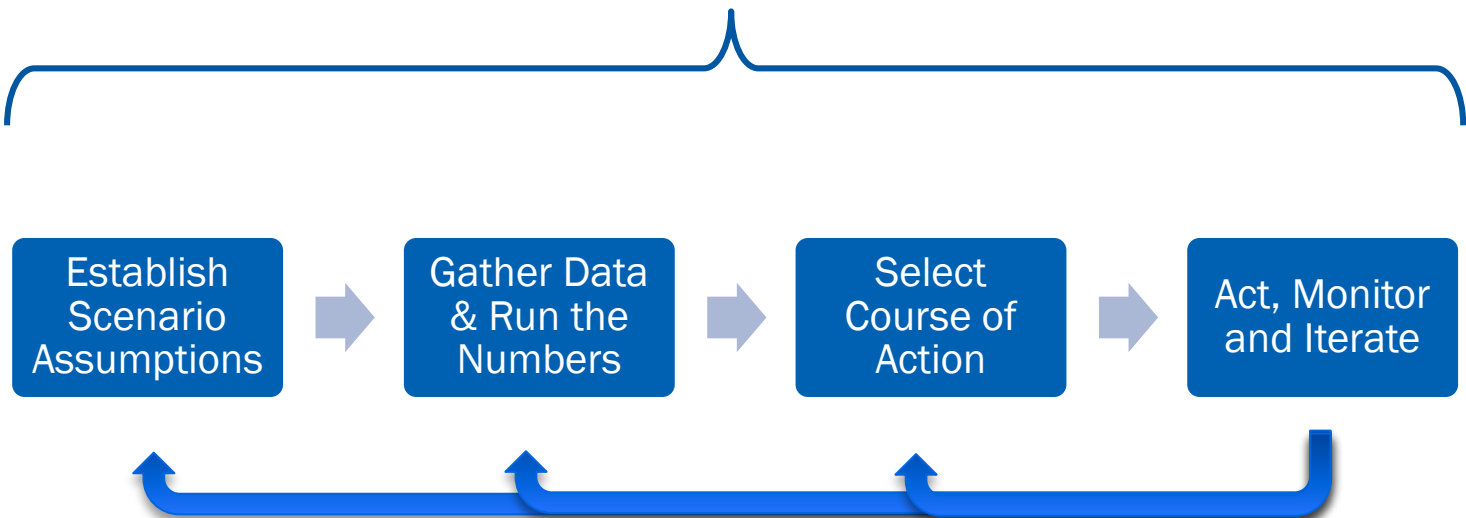 Establish
Scenario
Assumptions
Gather Data
& Run the
Numbers
Select
Course of
Action
Act, Monitor
and Iterate